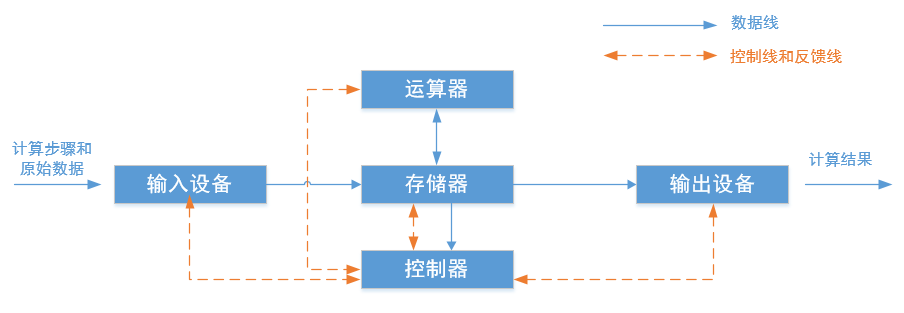 数据线
控制线和反馈线
运算器
计算步骤和
原始数据
输入设备
存储器
输出设备
计算结果
控制器